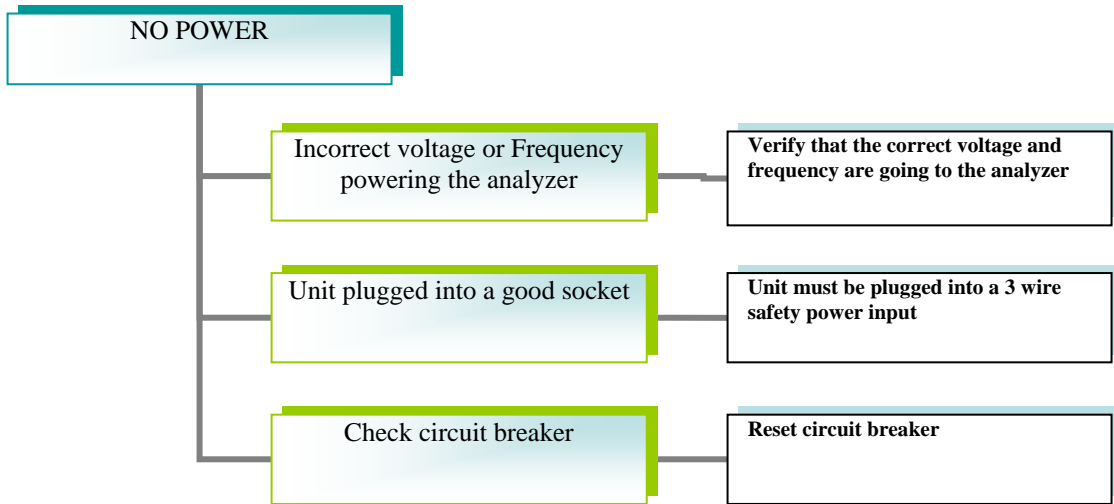 NO POWER
Incorrect voltage or Frequency
powering the analyzer
Verify that the correct voltage and
frequency are going to the analyzer
Unit plugged into a good socket
Unit must be plugged into a 3 wire
safety power input
Check circuit breaker
Reset circuit breaker